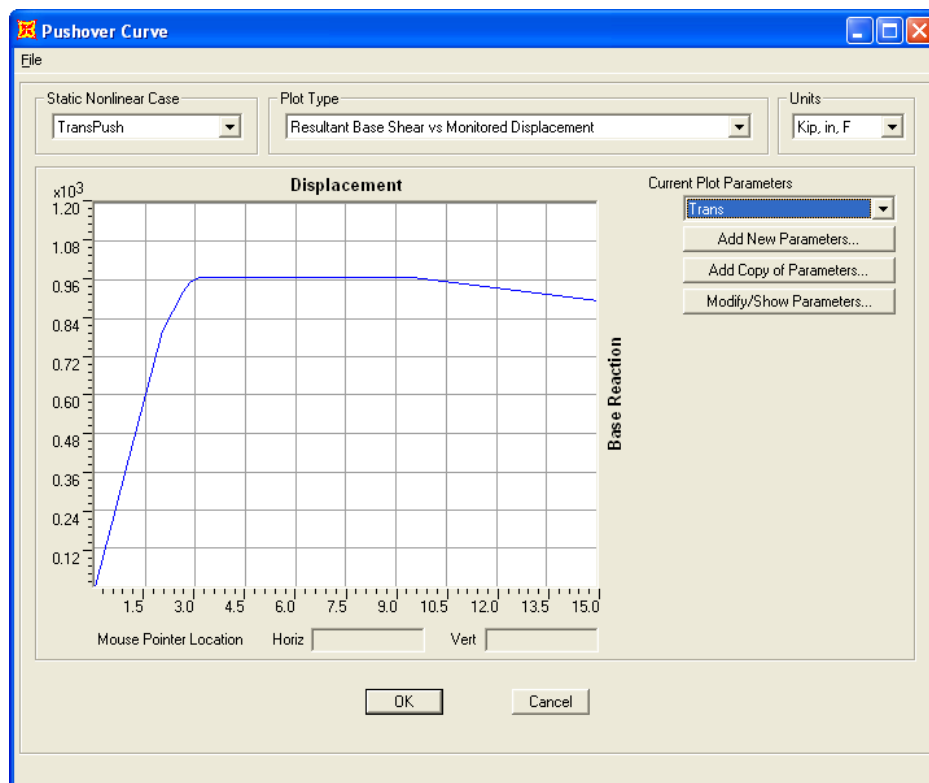 Pushover Curve
File
Static Nonlinear Case
Plot Type
Units
TransPush
Resultant Base Shear vs Monitored Displacement
Kip, in, F
x10³
Displacement
Current Plot Parameters
1.20
Trans
1.08
Add New Parameters...
0.96
Add Copy of Parameters...
0.84
Modify/Show Parameters...
0.72
0.60
0.48
0.36
0.24
0.12
Base Reaction
1.5 3.0 4.5 6.0 7.5 9.0 10.5 12.0 13.5 15.0
Mouse Pointer Location Horiz Vert
OK Cancel